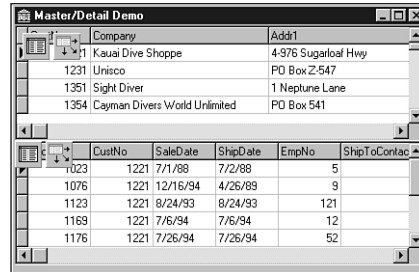 Master/Detail Demo
Company Addr1
Kauai Dive Shoppe 4-976 Sugarloaf Hwy
1231 Unisco PO Box Z-547
1351 Sight Diver 1 Neptune Lane
1354 Cayman Divers World Unlimited PO Box 541
CustNo SaleDate ShipDate EmpNo ShipToContac
1023 1221 7/1/88 7/2/88 5
1076 1221 12/16/94 4/26/89 9
1123 1221 8/24/93 8/24/93 121
1169 1221 7/6/94 7/6/94 12
1176 1221 7/26/94 7/26/94 52